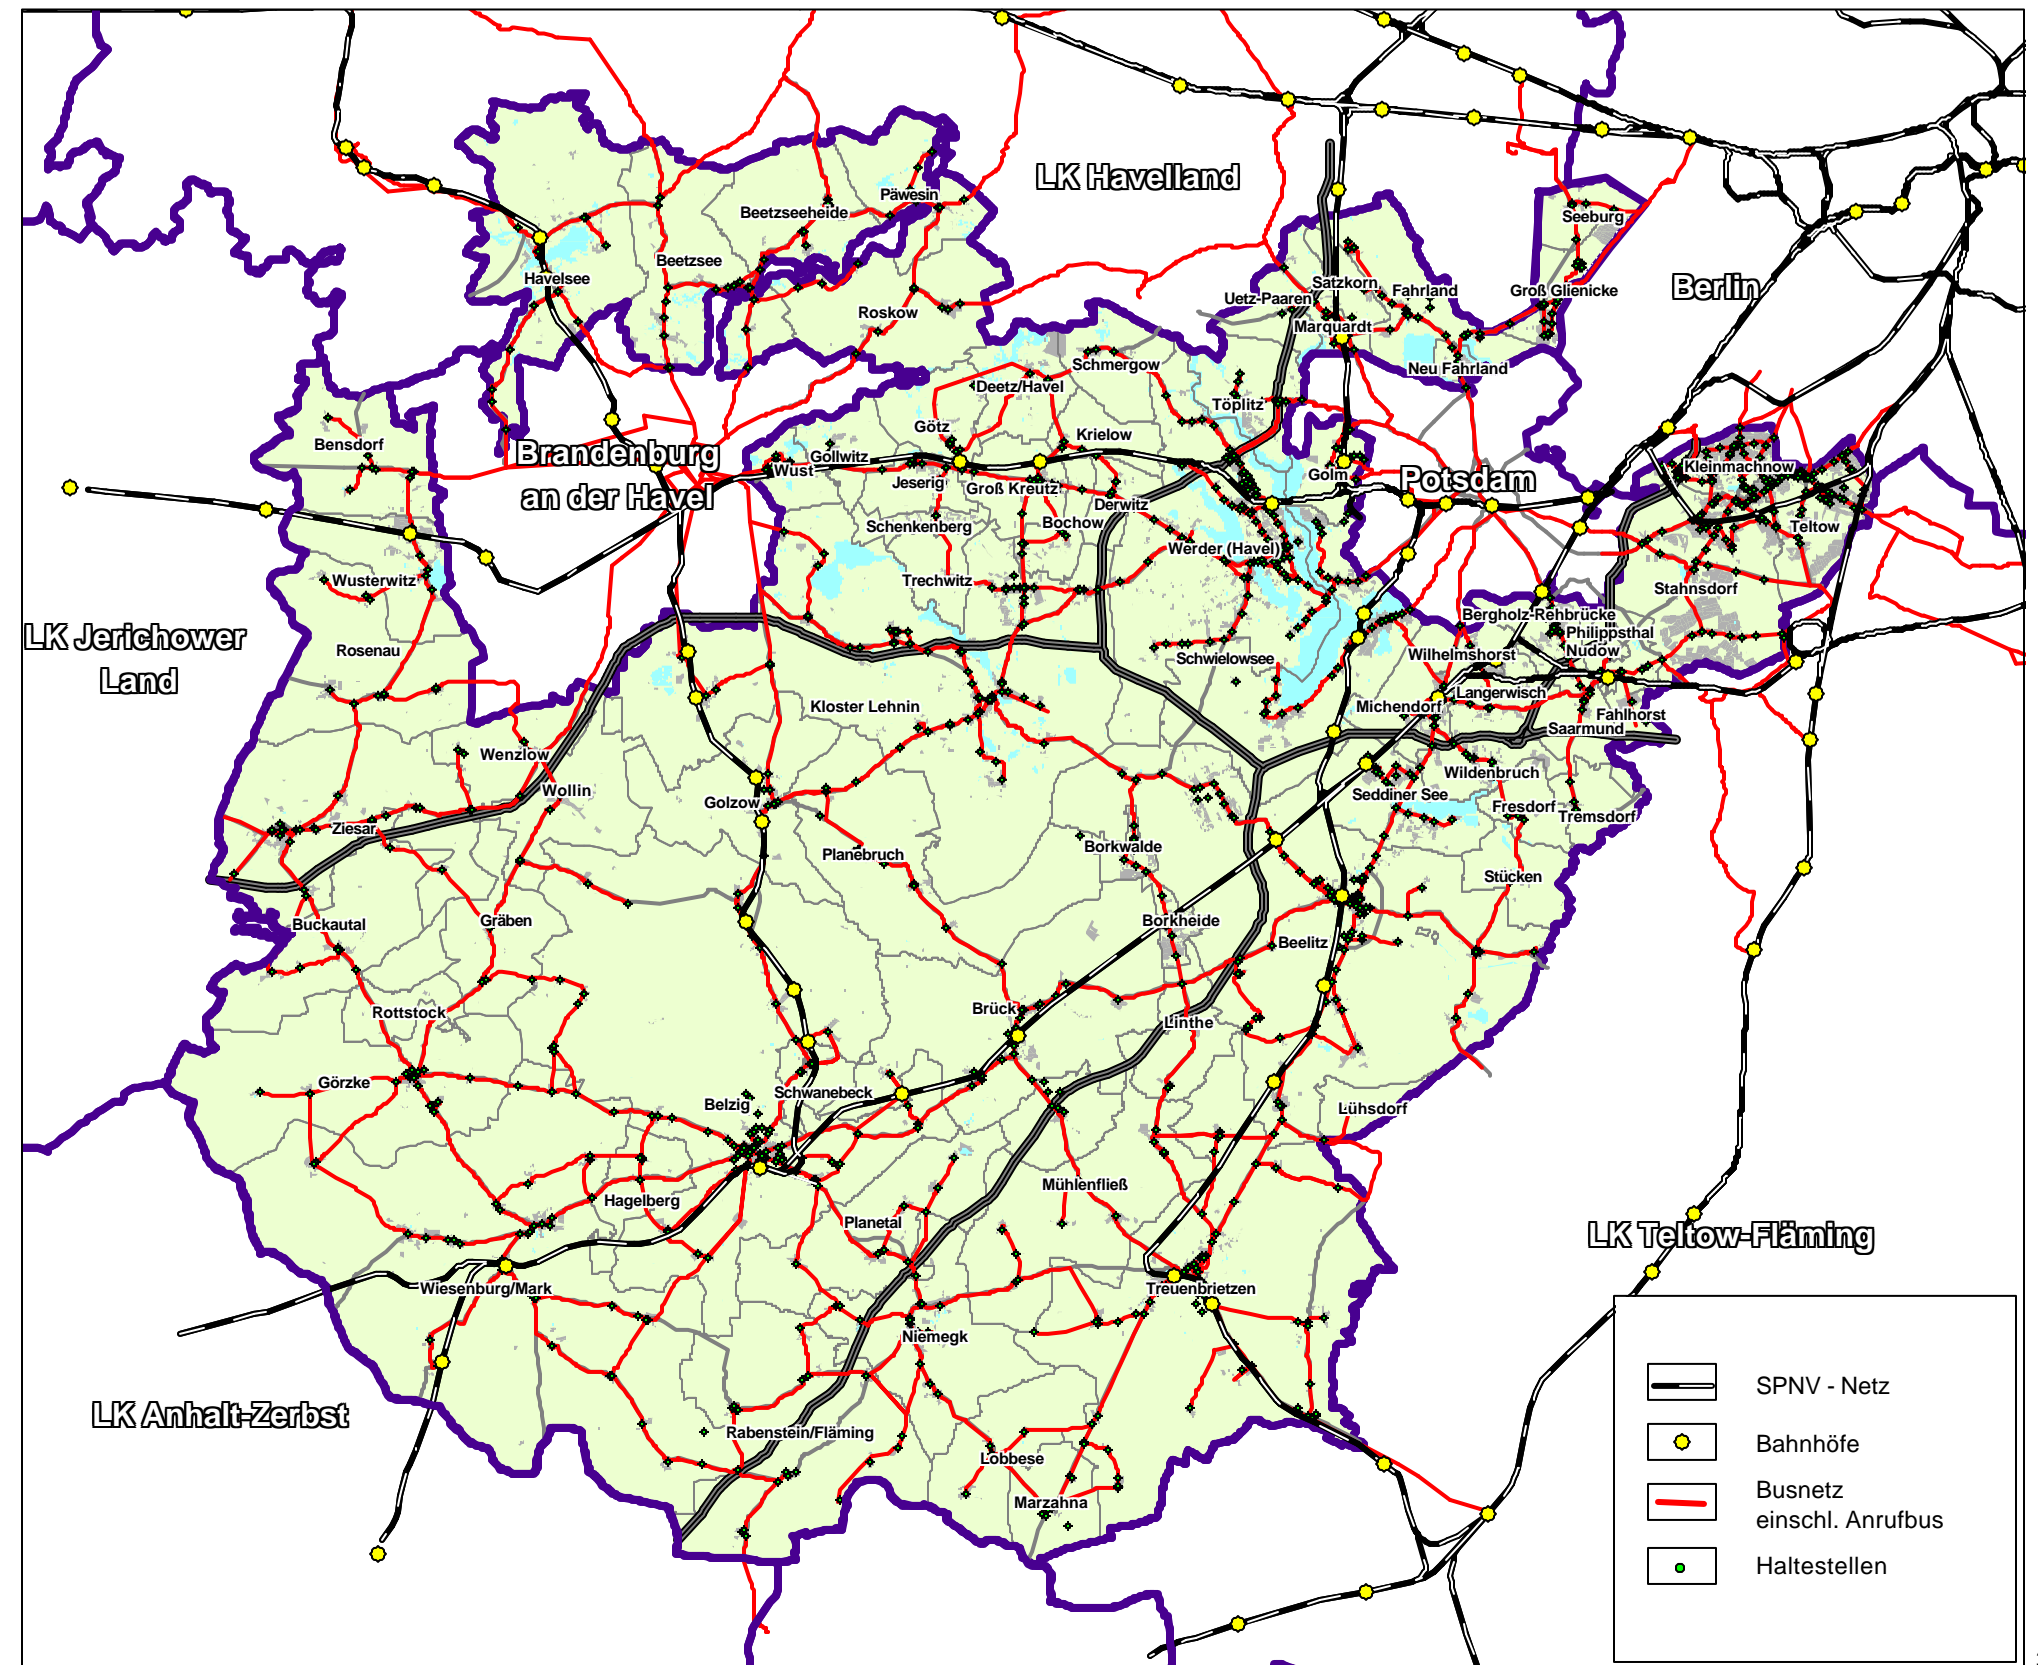 LK Havelland
Päwesin
Beetzseeheide
Seeburg
Beetzsee
Havelsee
Satzkorn
Fahrland
Groß Glienicke
Berlin
Uetz-Paaren
Roskow
Marquardt
Schmergow
Neu Fahrland
Deetz/Havel
Töplitz
Götz
Krielow
Bensdorf
Brandenburg
an der Havel
Gollwitz
Wust
Jeserig
Groß Kreutz
Golm
Potsdam
Kleinmachnow
Derwitz
Schenkenberg
Bochow
Teltow
Werder (Havel)
Wusterwitz
Trechwitz
Stahnsdorf
Bergholz-Rehbrücke
Philippsthal
LK Jerichower
Land
Rosenau
Schwielowsee
Wilhelmshorst
Nudow
Langerwisch
Kloster Lehnin
Michendorf
Fahlhorst
Saarmund
Wenzlow
Wollin
Golzow
Wildenbruch
Seddiner See
Fresdorf
Tremsdorf
Ziesar
Planebruch
Borkwalde
Stücken
Buckautal
Gräben
Borkheide
Beelitz
Rottstock
Brück
Linthe
Görzke
Schwanebeck
Belzig
Lühsdorf
Hagelberg
Mühlenfließ
Planetal
LK Teltow-Fläming
Wiesenburg/Mark
Treuenbrietzen
Niemegk
LK Anhalt-Zerbst
Rabenstein/Fläming
Lobbese
Marzahna
SPNV - Netz
Bahnhöfe
Busnetz
einschl. Anrufbus
Haltestellen